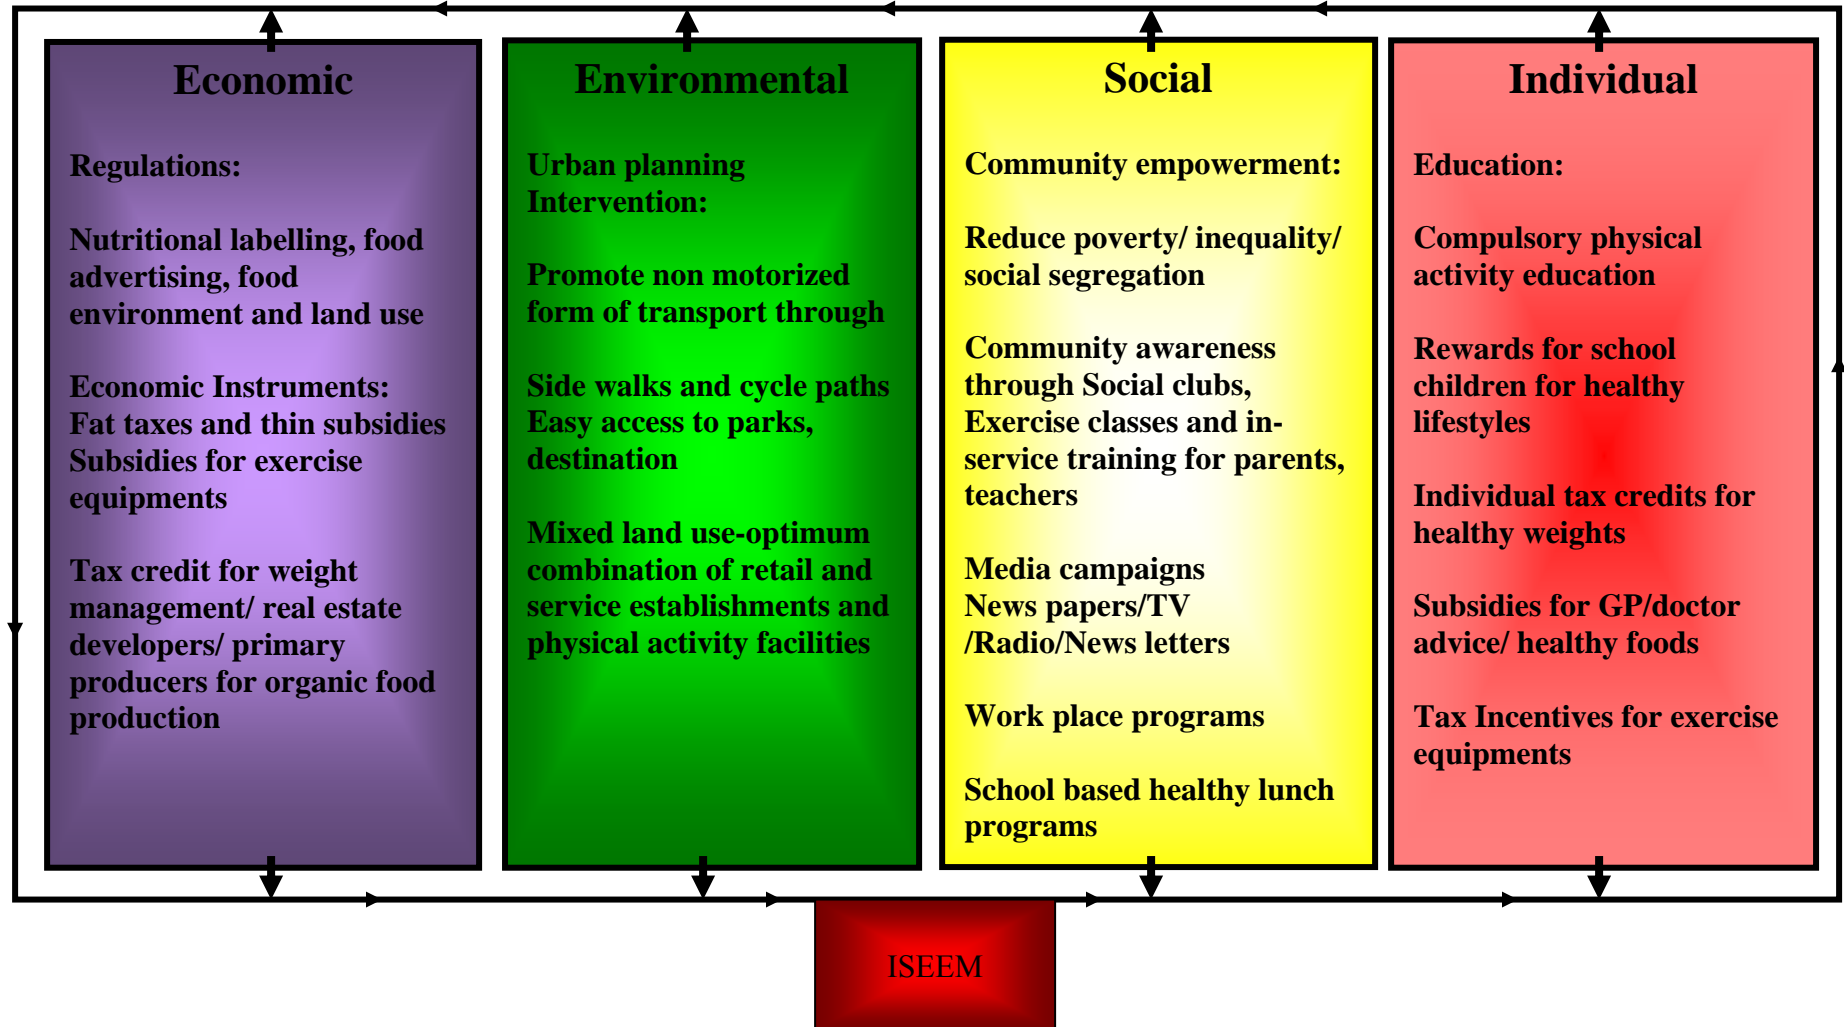 Economic
Regulations:
Nutritional labelling, food
advertising, food
environment and land use
Economic Instruments:
Fat taxes and thin subsidies
Subsidies for exercise
equipments
Tax credit for weight
management/ real estate
developers/ primary
producers for organic food
production
Environmental
Urban planning
Intervention:
Promote non motorized
form of transport through
Side walks and cycle paths
Easy access to parks,
destination
Mixed land use-optimum
combination of retail and
service establishments and
physical activity facilities
Social
Community empowerment:
Reduce poverty/ inequality/
social segregation
Community awareness
through Social clubs,
Exercise classes and in-
service training for parents,
teachers
Media campaigns
News papers/TV
/Radio/News letters
Work place programs
School based healthy lunch
programs
Individual
Education:
Compulsory physical
activity education
Rewards for school
children for healthy
lifestyles
Individual tax credits for
healthy weights
Subsidies for GP/doctor
advice/ healthy foods
Tax Incentives for exercise
equipments
ISEEM